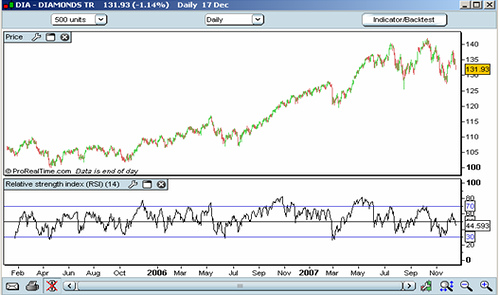 DIA - DIAMONDS TR 131.93 (-1.14%) Daily 17 Dec
500 units Daily Indicator/Backtest
Price
140
135
131.93
125
120
115
110
105
100
© ProRealTime.com Data is end of day
Relative strength index (RSI) (14)
100
80
70
60
44.593
30
20
0
Feb Apr Jun Aug Oct 2006 Mar May Jul Sep Nov 2007 Mar May Jul Sep Nov